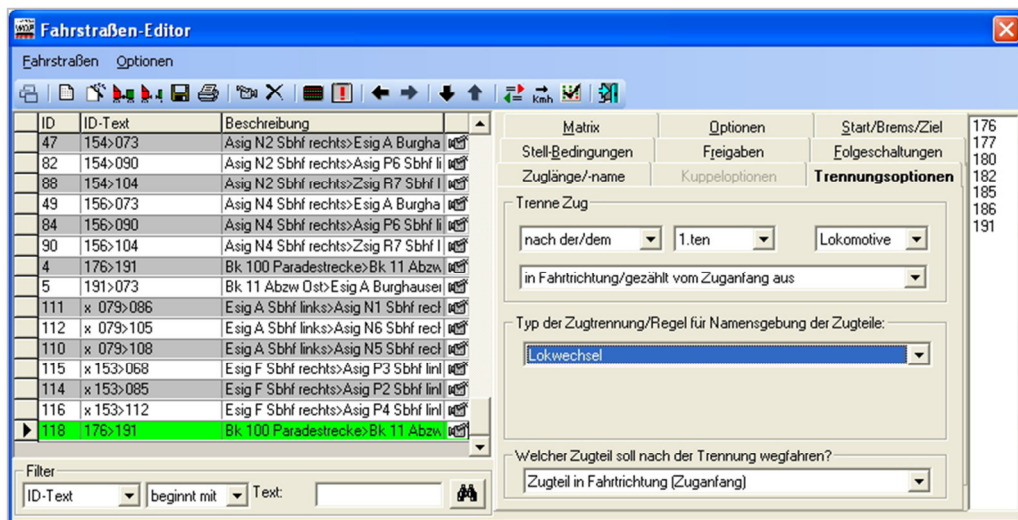 WDP Fahrstraßen-Editor
Fahrstraßen Optionen
kmh
ID ID-Text Beschreibung
47 154>073 Asig N2 Sbhf rechts>Esig A Burgha
82 154>090 Asig N2 Sbhf rechts>Asig P6 Sbhf li
88 154>104 Asig N2 Sbhf rechts>Zsig R7 Sbhf l
49 156>073 Asig N4 Sbhf rechts>Esig A Burgha
84 156>090 Asig N4 Sbhf rechts>Asig P6 Sbhf li
90 156>104 Asig N4 Sbhf rechts>Zsig R7 Sbhf l
4 176>191 Bk 100 Paradestrecke>Bk 11 Abzw
5 191>073 Bk 11 Abzw Ost>Esig A Burghauser
111 x 079>086 Esig A Sbhf links>Asig N1 Sbhf rech
112 x 079>105 Esig A Sbhf links>Asig N6 Sbhf rech
110 x 079>108 Esig A Sbhf links>Asig N5 Sbhf rech
115 x 153>068 Esig F Sbhf rechts>Asig P3 Sbhf linl
114 x 153>085 Esig F Sbhf rechts>Asig P2 Sbhf linl
116 x 153>112 Esig F Sbhf rechts>Asig P4 Sbhf linl
118 176>191 Bk 100 Paradestrecke>Bk 11 Abzw
Filter
ID-Text beginnt mit Text:
Matrix Optionen Start/Brems/Ziel
Stell-Bedingungen Freigaben Folgeschaltungen
Zuglänge/-name Kuppeloptionen Trennungsoptionen
Trenne Zug
nach der/dem 1.ten Lokomotive
in Fahrtrichtung/gezählt vom Zuganfang aus
Typ der Zugtrennung/Regel für Namensgebung der Zugteile:
Lokwechsel
Welcher Zugteil soll nach der Trennung wegfahren?
Zugteil in Fahrtrichtung (Zuganfang)
176
177
180
182
185
186
191